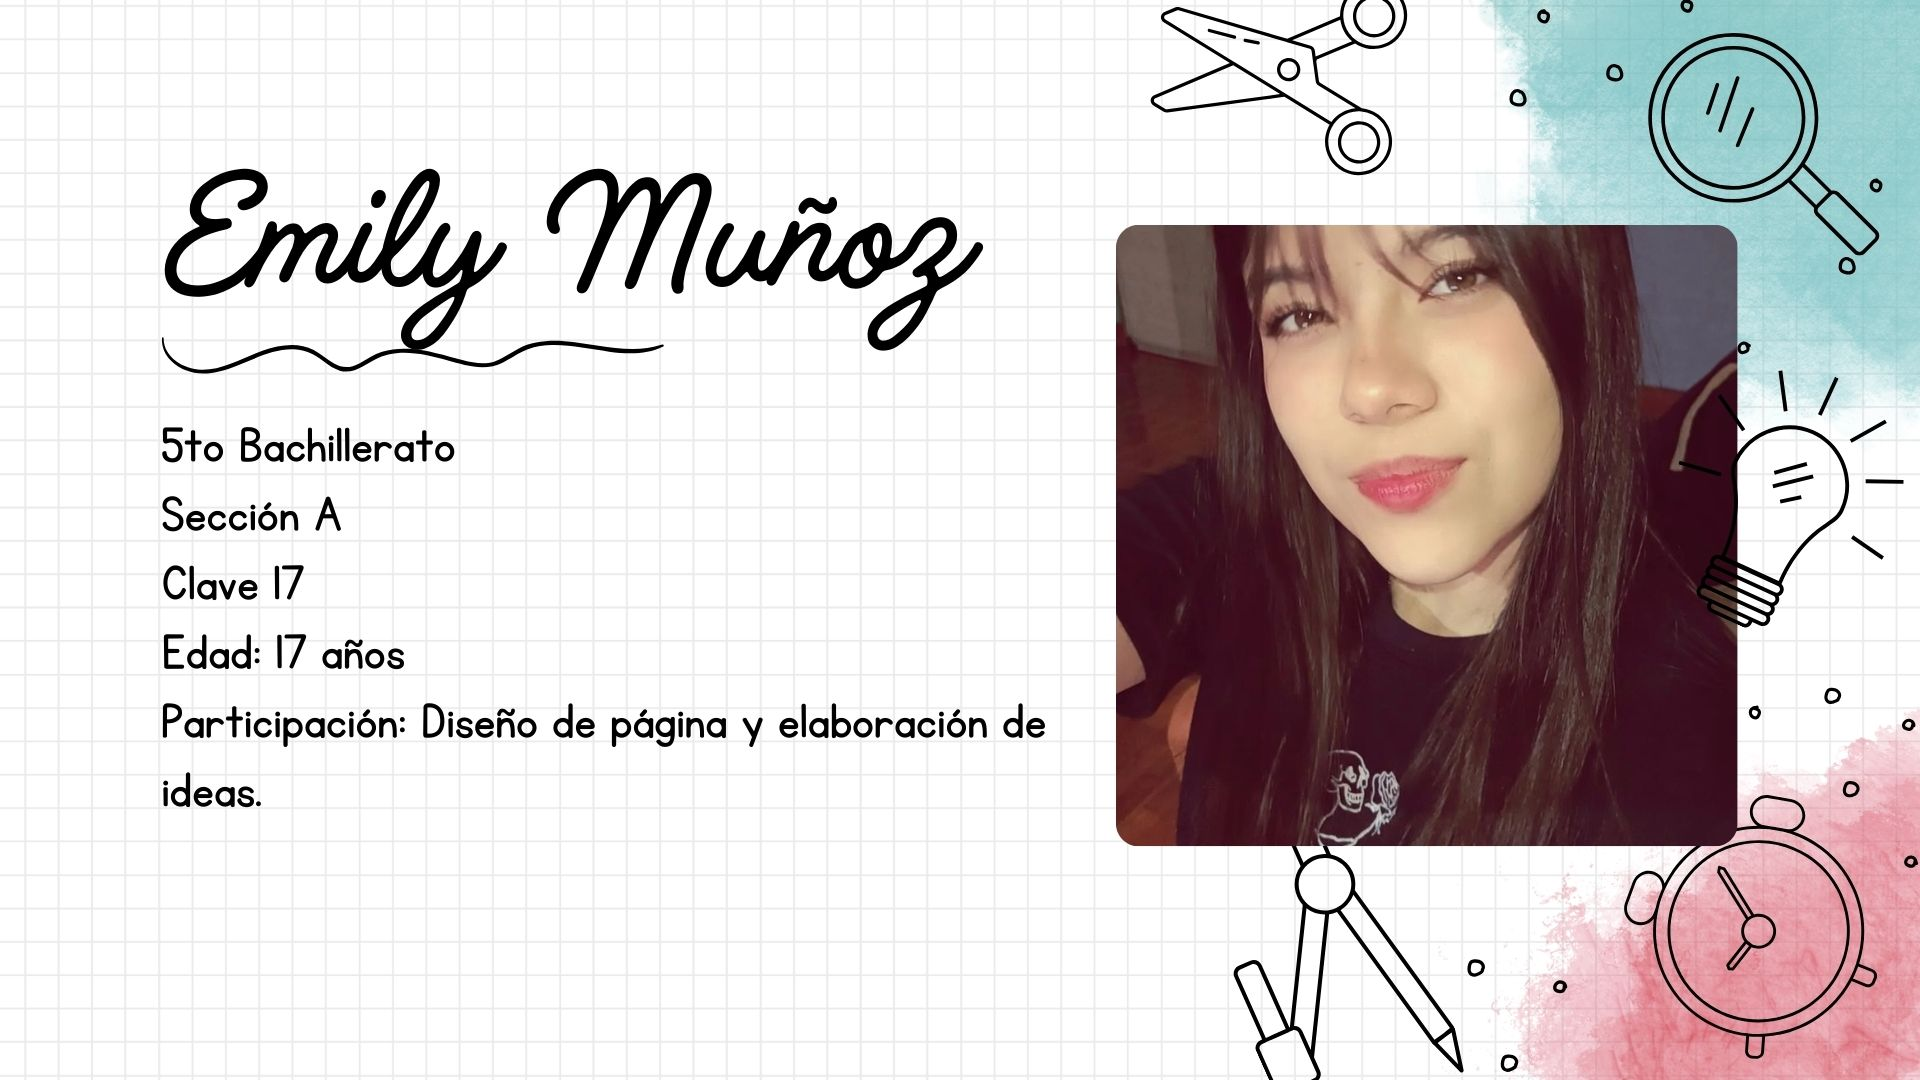 Emily Muñoz
5to Bachillerato
Sección A
Clave 17
Edad: 17 años
Participación: Diseño de página y elaboración de
ideas.